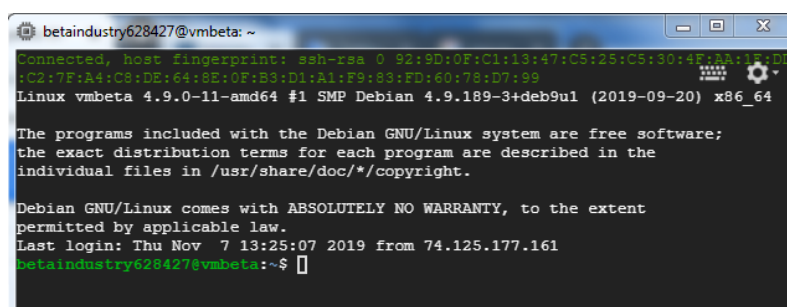 betaindustry628427@vmbeta: ~
Connected, host fingerprint: ssh-rsa 0 92:9D:0F:C1:13:47:C5:25:C5:30:4F:AA:1E:DD
:C2:7F:A4:C8:DE:64:8E:0F:B3:D1:A1:F9:83:FD:60:78:D7:99
Linux vmbeta 4.9.0-11-amd64 #1 SMP Debian 4.9.189-3+deb9u1 (2019-09-20) x86_64
The programs included with the Debian GNU/Linux system are free software;
the exact distribution terms for each program are described in the
individual files in /usr/share/doc/*/copyright.
Debian GNU/Linux comes with ABSOLUTELY NO WARRANTY, to the extent
permitted by applicable law.
Last login: Thu Nov  7 13:25:07 2019 from 74.125.177.161
betaindustry628427@vmbeta:~$